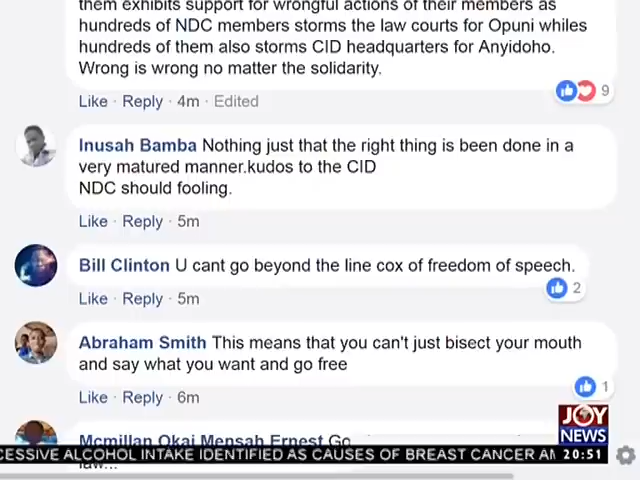 them exhibits support for wrongful actions of their members as
hundreds of NDC members storms the law courts for Opuni whiles
hundreds of them also storms CID headquarters for Anyidoho.
Wrong is wrong no matter the solidarity.
Like · Reply · 4m · Edited
9
Inusah Bamba Nothing just that the right thing is been done in a
very matured manner.kudos to the CID
NDC should fooling.
Like · Reply · 5m
Bill Clinton U cant go beyond the line cox of freedom of speech.
2
Like · Reply · 5m
Abraham Smith This means that you can't just bisect your mouth
and say what you want and go free
1
Like · Reply · 6m
Mcmillan Okai Mensah Ernest Go
law...
JOY
NEWS
20:51
CESSIVE ALCOHOL INTAKE IDENTIFIED AS CAUSES OF BREAST CANCER AM